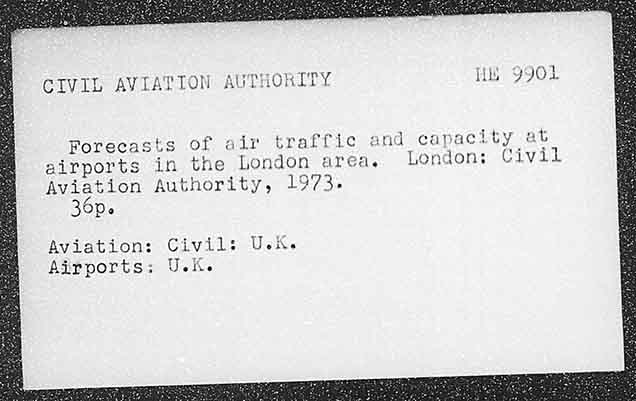 CIVIL AVIATION AUTHORITY HE 9901
Forecasts of air traffic and capacity at
airports in the London area. London: Civil
Aviation Authority, 1973.
36p.
Aviation: Civil: U.K.
Airports: U.K.